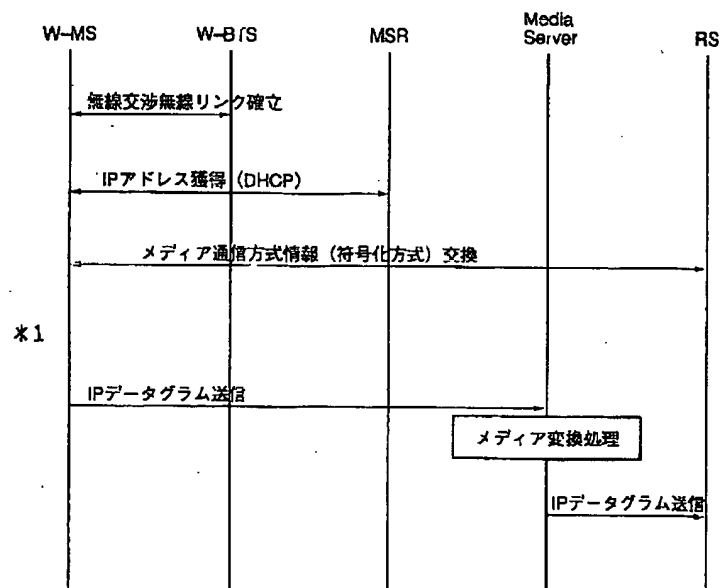 W-MS W-BTS MSR Media Server RS
無線交渉無線リンク確立
IPアドレス獲得（DHCP）
メディア通信方式情報（符号化方式）交換
*1
IPデータグラム送信
メディア変換処理
IPデータグラム送信